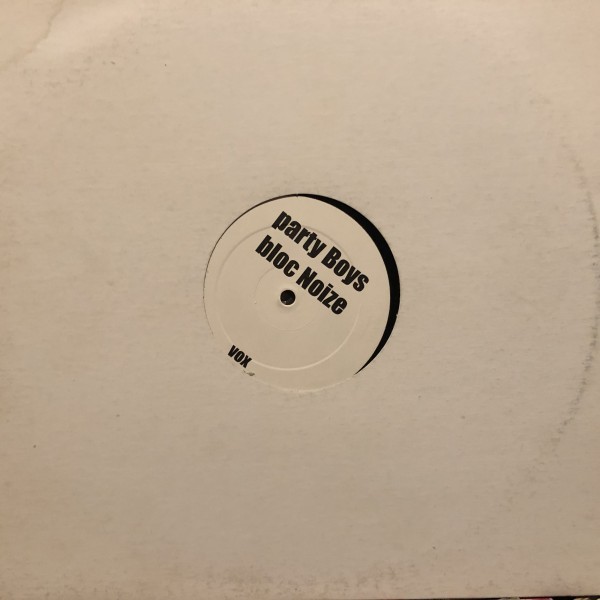 party Boys
bloc Noize
vox